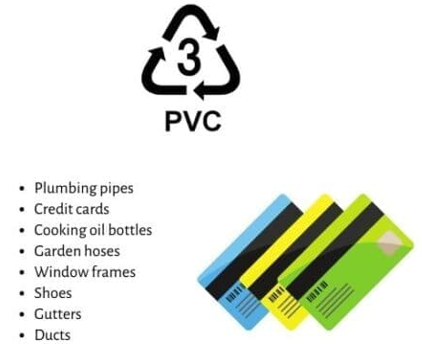 3
PVC
• Plumbing pipes
• Credit cards
• Cooking oil bottles
• Garden hoses
• Window frames
• Shoes
• Gutters
• Ducts